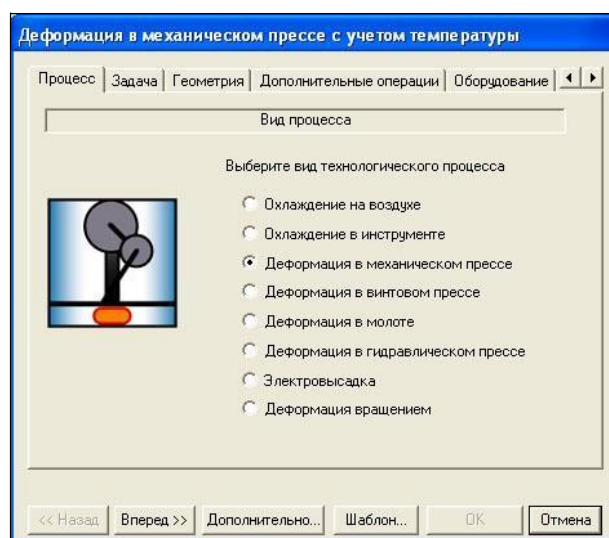 Деформация в механическом прессе с учетом температуры
Процесс Задача Геометрия Дополнительные операции Оборудование
Вид процесса
Выберите вид технологического процесса
Охлаждение на воздухе
Охлаждение в инструменте
Деформация в механическом прессе
Деформация в винтовом прессе
Деформация в молоте
Деформация в гидравлическом прессе
Электровысадка
Деформация вращением
<< Назад Вперед >> Дополнительно... Шаблон... OK Отмена